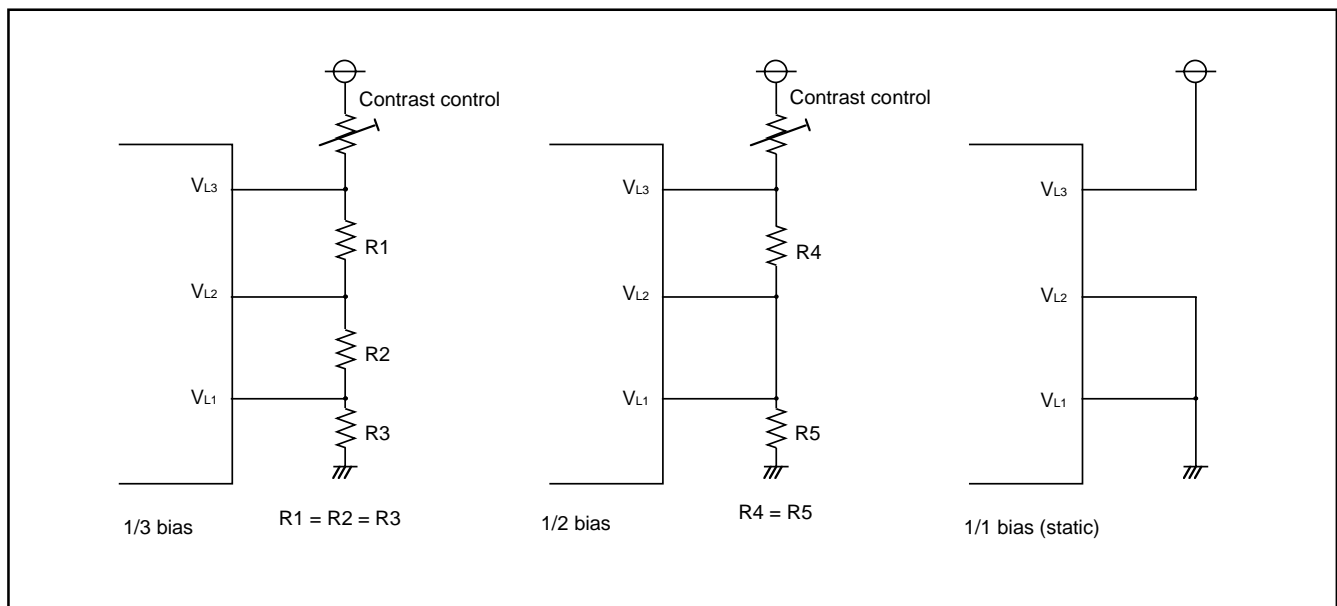 Contrast control
VL3
R1
VL2
R2
VL1
R3
1/3 bias
R1 = R2 = R3
Contrast control
VL3
R4
VL2
VL1
R5
1/2 bias
R4 = R5
VL3
VL2
VL1
1/1 bias (static)